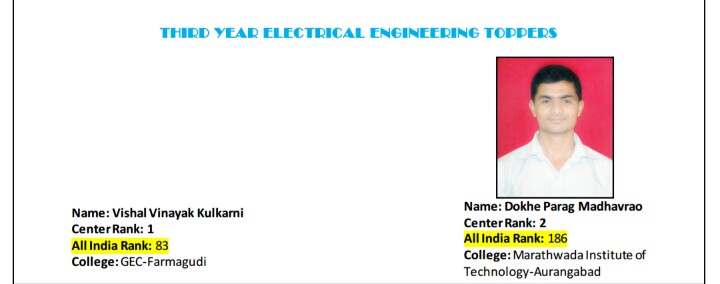 THIRD YEAR ELECTRICAL ENGINEERING TOPPERS
Name: Vishal Vinayak Kulkarni
Center Rank: 1
All India Rank: 83
College: GEC-Farmagudi
Name: Dokhe Parag Madhavrao
Center Rank: 2
All India Rank: 186
College: Marathwada Institute of
Technology-Aurangabad